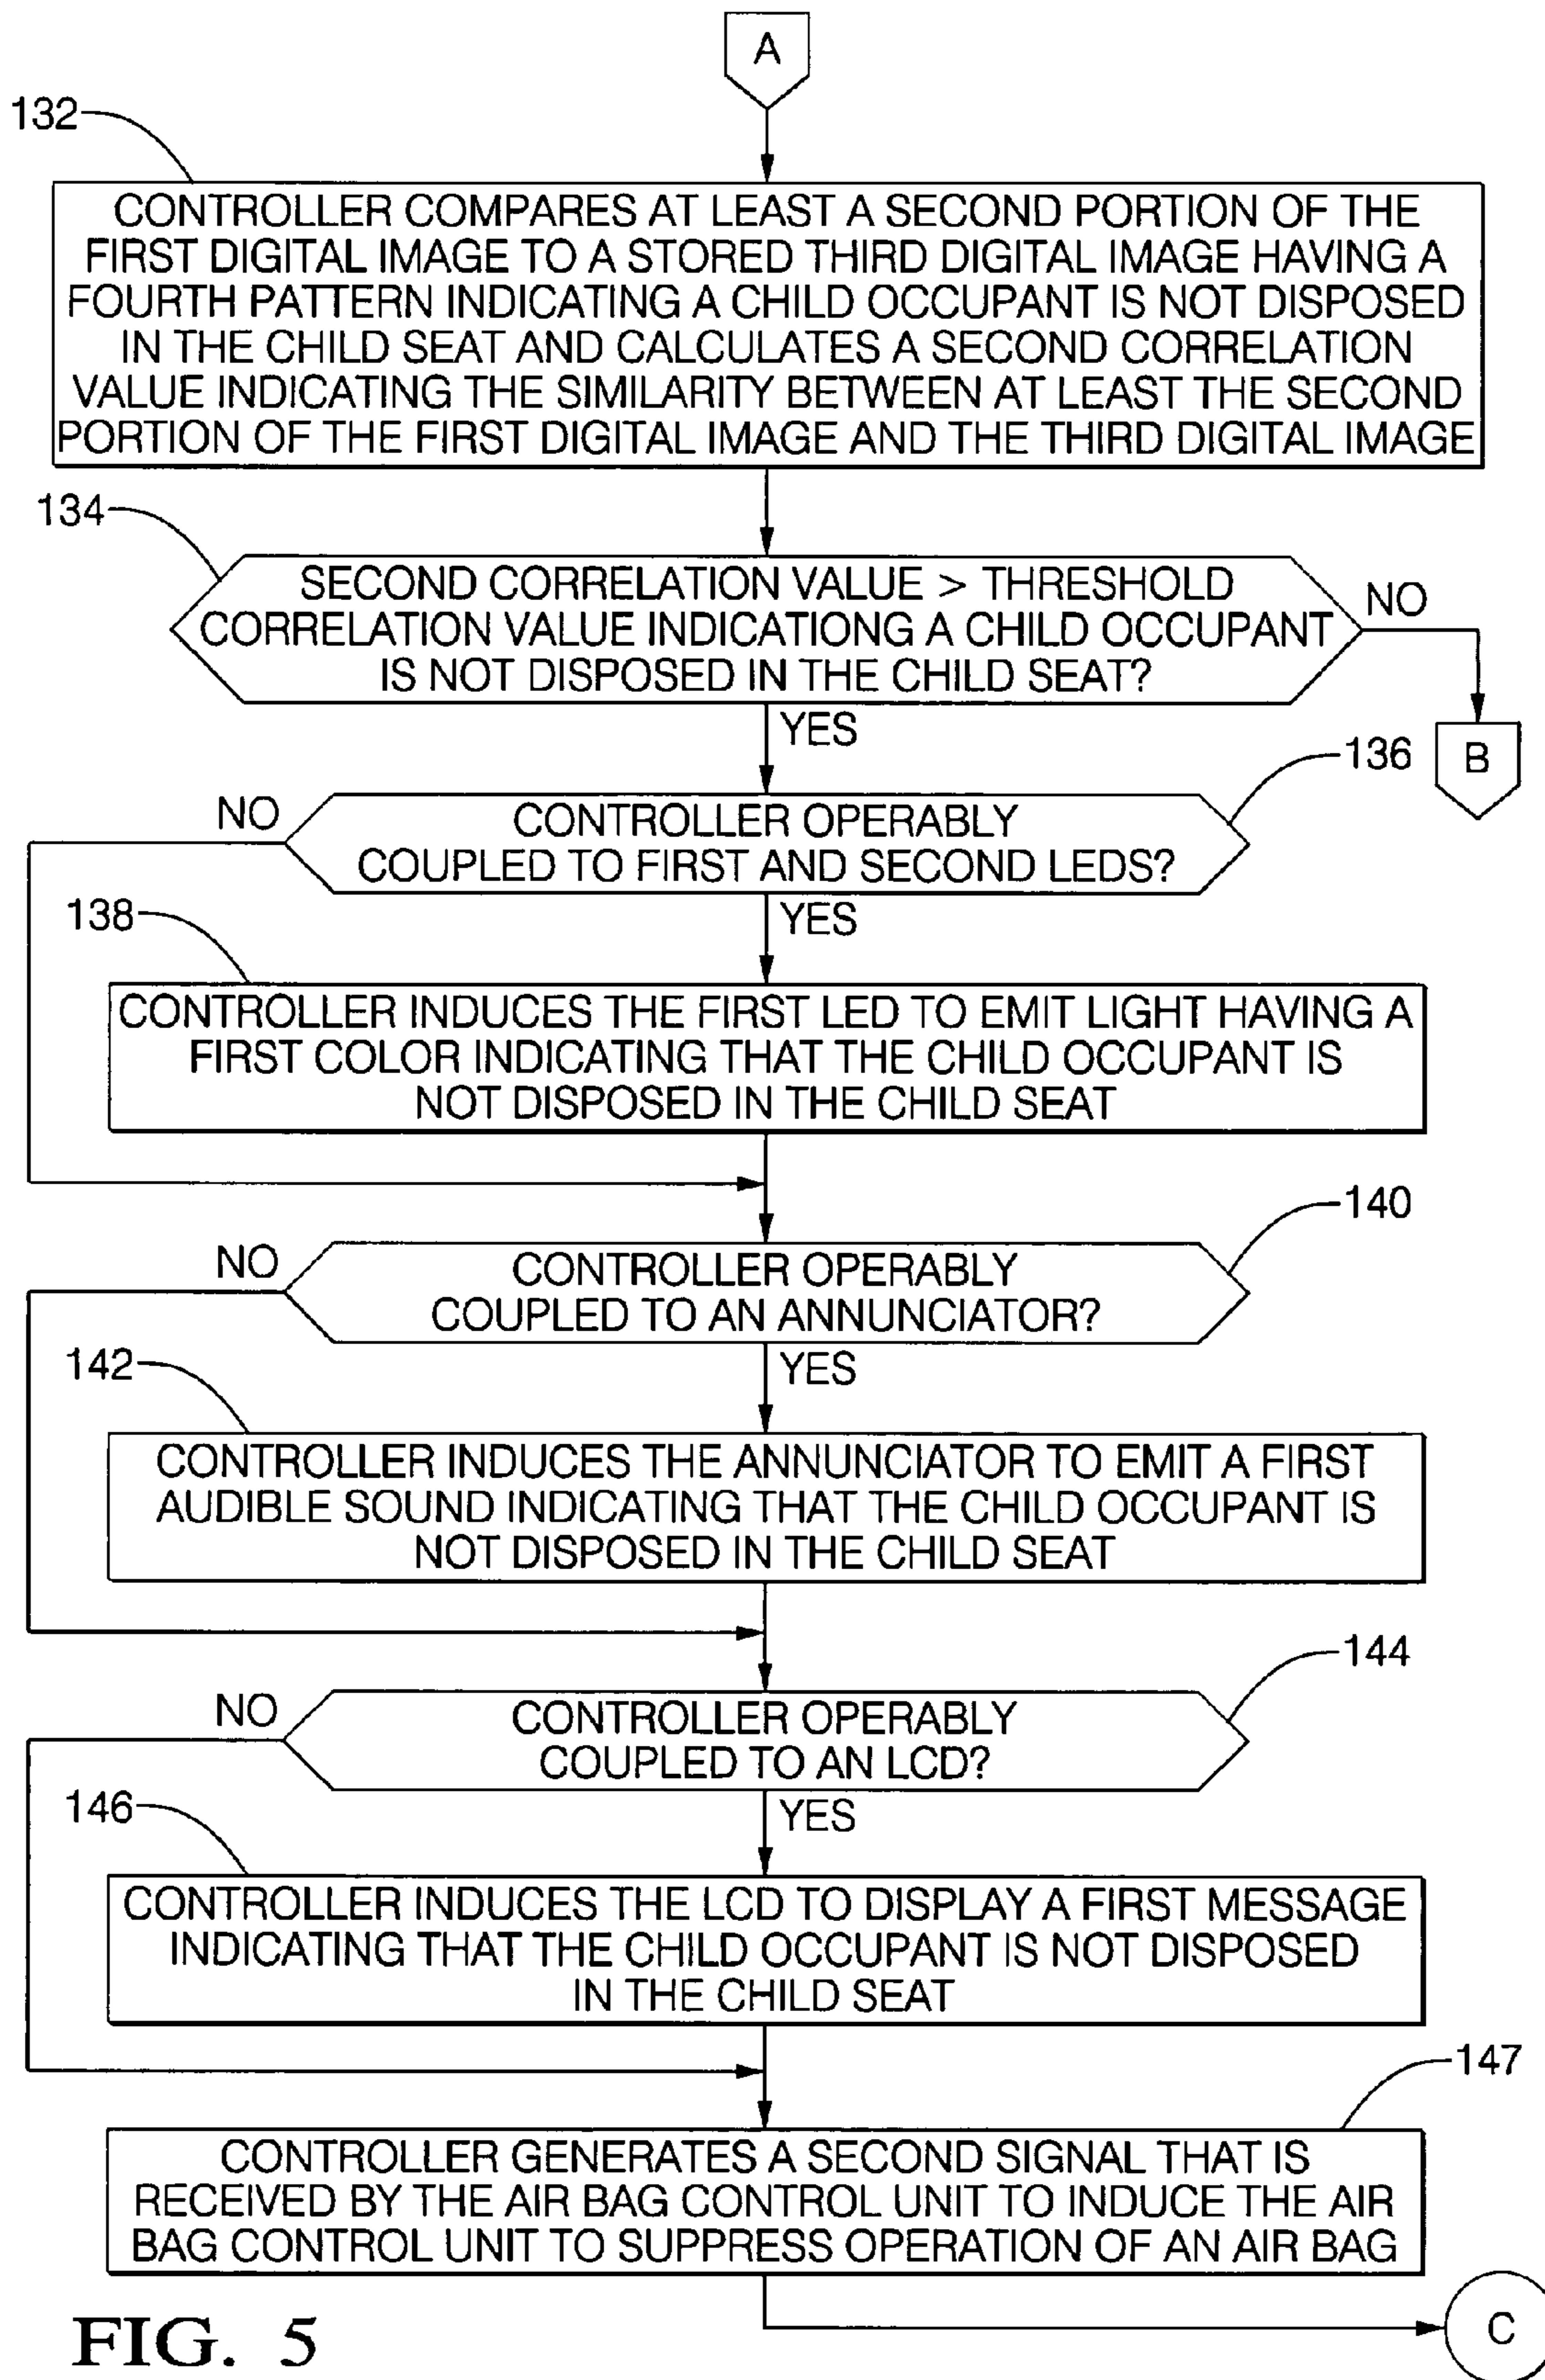 A
132
CONTROLLER COMPARES AT LEAST A SECOND PORTION OF THE
FIRST DIGITAL IMAGE TO A STORED THIRD DIGITAL IMAGE HAVING A
FOURTH PATTERN INDICATING A CHILD OCCUPANT IS NOT DISPOSED
IN THE CHILD SEAT AND CALCULATES A SECOND CORRELATION
VALUE INDICATING THE SIMILARITY BETWEEN AT LEAST THE SECOND
PORTION OF THE FIRST DIGITAL IMAGE AND THE THIRD DIGITAL IMAGE
134
SECOND CORRELATION VALUE > THRESHOLD
CORRELATION VALUE INDICATIONG A CHILD OCCUPANT
IS NOT DISPOSED IN THE CHILD SEAT?
NO
YES
B
136
NO
CONTROLLER OPERABLY
COUPLED TO FIRST AND SECOND LEDS?
YES
138
CONTROLLER INDUCES THE FIRST LED TO EMIT LIGHT HAVING A
FIRST COLOR INDICATING THAT THE CHILD OCCUPANT IS
NOT DISPOSED IN THE CHILD SEAT
140
NO
CONTROLLER OPERABLY
COUPLED TO AN ANNUNCIATOR?
YES
142
CONTROLLER INDUCES THE ANNUNCIATOR TO EMIT A FIRST
AUDIBLE SOUND INDICATING THAT THE CHILD OCCUPANT IS
NOT DISPOSED IN THE CHILD SEAT
144
NO
CONTROLLER OPERABLY
COUPLED TO AN LCD?
YES
146
CONTROLLER INDUCES THE LCD TO DISPLAY A FIRST MESSAGE
INDICATING THAT THE CHILD OCCUPANT IS NOT DISPOSED
IN THE CHILD SEAT
147
CONTROLLER GENERATES A SECOND SIGNAL THAT IS
RECEIVED BY THE AIR BAG CONTROL UNIT TO INDUCE THE AIR
BAG CONTROL UNIT TO SUPPRESS OPERATION OF AN AIR BAG
C
FIG. 5